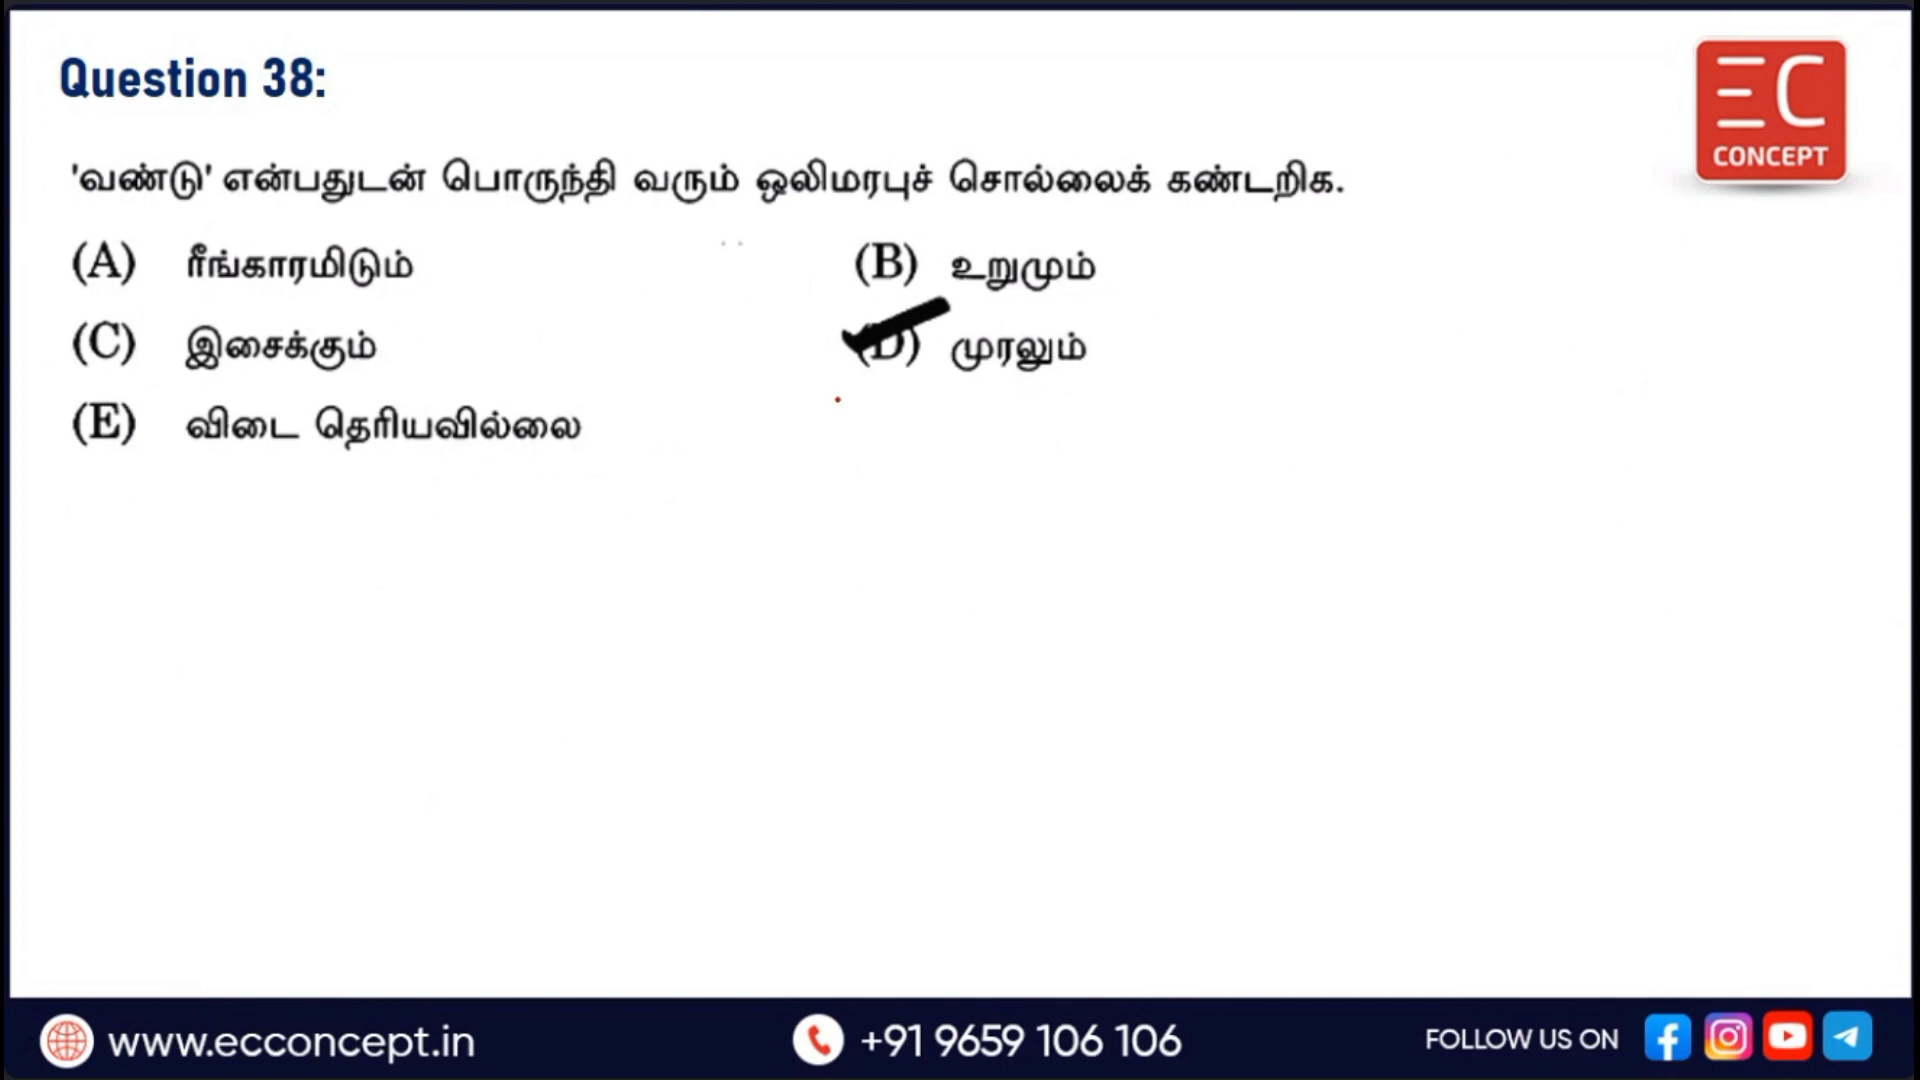 Question 38:
EC
CONCEPT
'வண்டு' என்பதுடன் பொருந்தி வரும் ஒலிமரபுச் சொல்லைக் கண்டறிக.
(A) ரீங்காரமிடும் (B) உறுமும்
(C) இசைக்கும் (D) முரலும்
(E) விடை தெரியவில்லை
www.ecconcept.in +91 9659 106 106 FOLLOW US ON